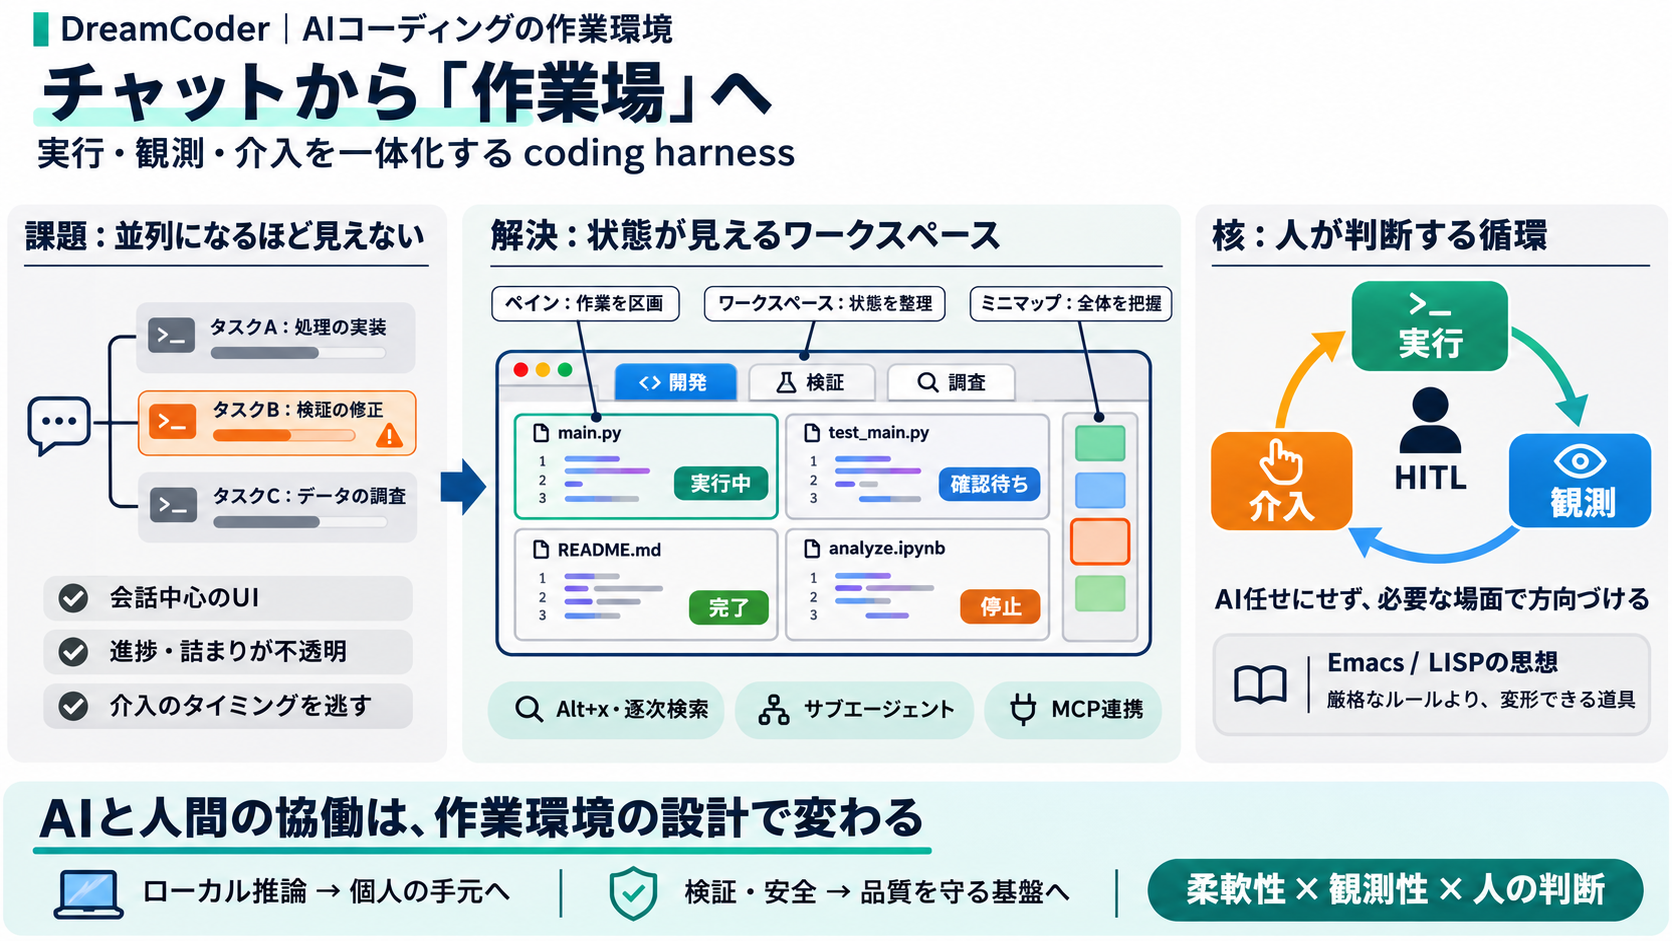 DreamCoder｜AIコーディングの作業環境
チャットから「作業場」へ
実行・観測・介入を一体化する coding harness
課題：並列になるほど見えない
タスクA：処理の実装
タスクB：検証の修正
タスクC：データの調査
会話中心のUI
進捗・詰まりが不透明
介入のタイミングを逃す
解決：状態が見えるワークスペース
ペイン：作業を区画
ワークスペース：状態を整理
ミニマップ：全体を把握
<> 開発
検証
調査
main.py
1
2
3
実行中
test_main.py
1
2
3
確認待ち
README.md
1
2
3
完了
analyze.ipynb
1
2
3
停止
Alt+x・逐次検索
サブエージェント
MCP連携
核：人が判断する循環
実行
観測
介入
HITL
AI任せにせず、必要な場面で方向づける
Emacs / LISPの思想
厳格なルールより、変形できる道具
AIと人間の協働は、作業環境の設計で変わる
ローカル推論 → 個人の手元へ
検証・安全 → 品質を守る基盤へ
柔軟性 × 観測性 × 人の判断